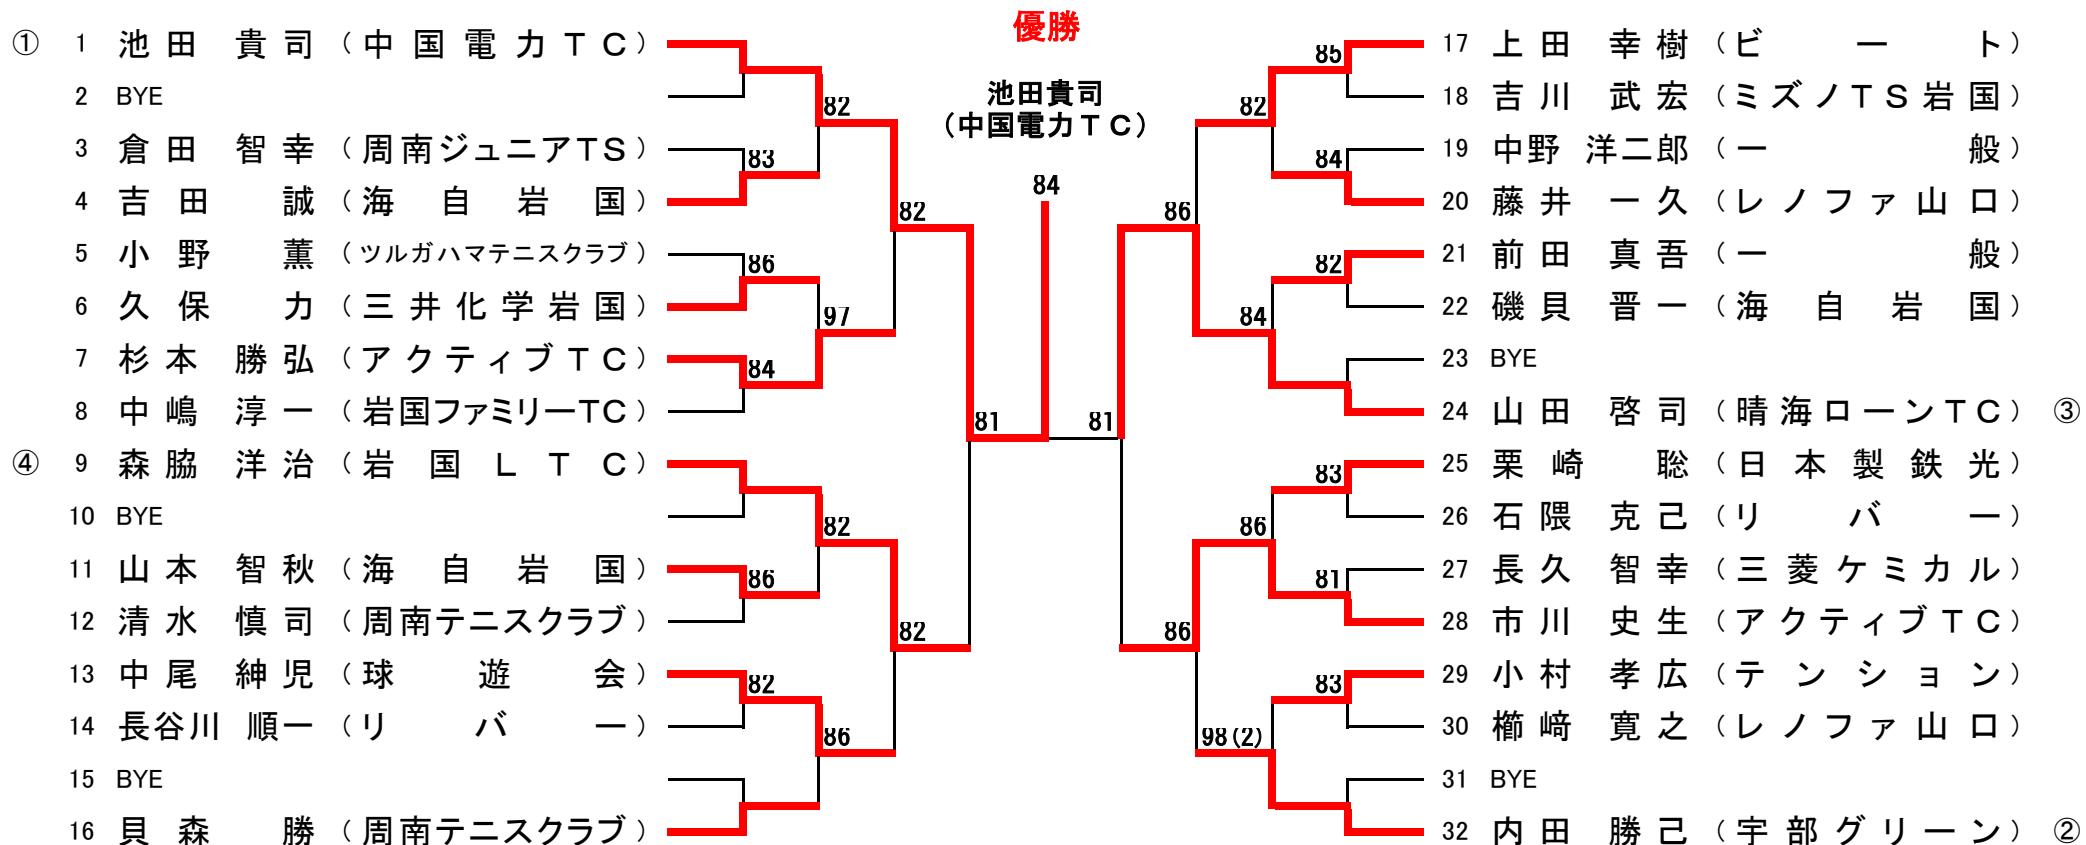 優勝
池田貴司
（中国電力ＴＣ）
84
① 1 池田 貴司 （中国電力ＴＣ）
2 BYE
82
3 倉田 智幸 （周南ジュニアTS）
83
4 吉田 誠 （海自岩国）
82
5 小野 薫 （ツルガハマテニスクラブ）
86
6 久保 力 （三井化学岩国）
97
7 杉本 勝弘 （アクティブＴＣ）
84
8 中嶋 淳一 （岩国ファミリーTC）
81
④ 9 森脇 洋治 （岩国ＬＴＣ）
10 BYE
82
11 山本 智秋 （海自岩国）
86
12 清水 慎司 （周南テニスクラブ）
82
13 中尾 紳児 （球遊会）
82
14 長谷川 順一 （リバー）
86
15 BYE
16 貝森 勝 （周南テニスクラブ）
17 上田 幸樹 （ビート）
85
18 吉川 武宏 （ミズノＴＳ岩国）
82
19 中野 洋二郎 （一般）
84
20 藤井 一久 （レノファ山口）
86
21 前田 真吾 （一般）
82
22 磯貝 晋一 （海自岩国）
84
23 BYE
24 山田 啓司 （晴海ローンTC） ③
81
25 栗崎 聡 （日本製鉄光）
83
26 石隈 克己 （リバー）
86
27 長久 智幸 （三菱ケミカル）
81
28 市川 史生 （アクティブＴＣ）
86
29 小村 孝広 （テンション）
83
30 櫛﨑 寛之 （レノファ山口）
98(2)
31 BYE
32 内田 勝己 （宇部グリーン） ②